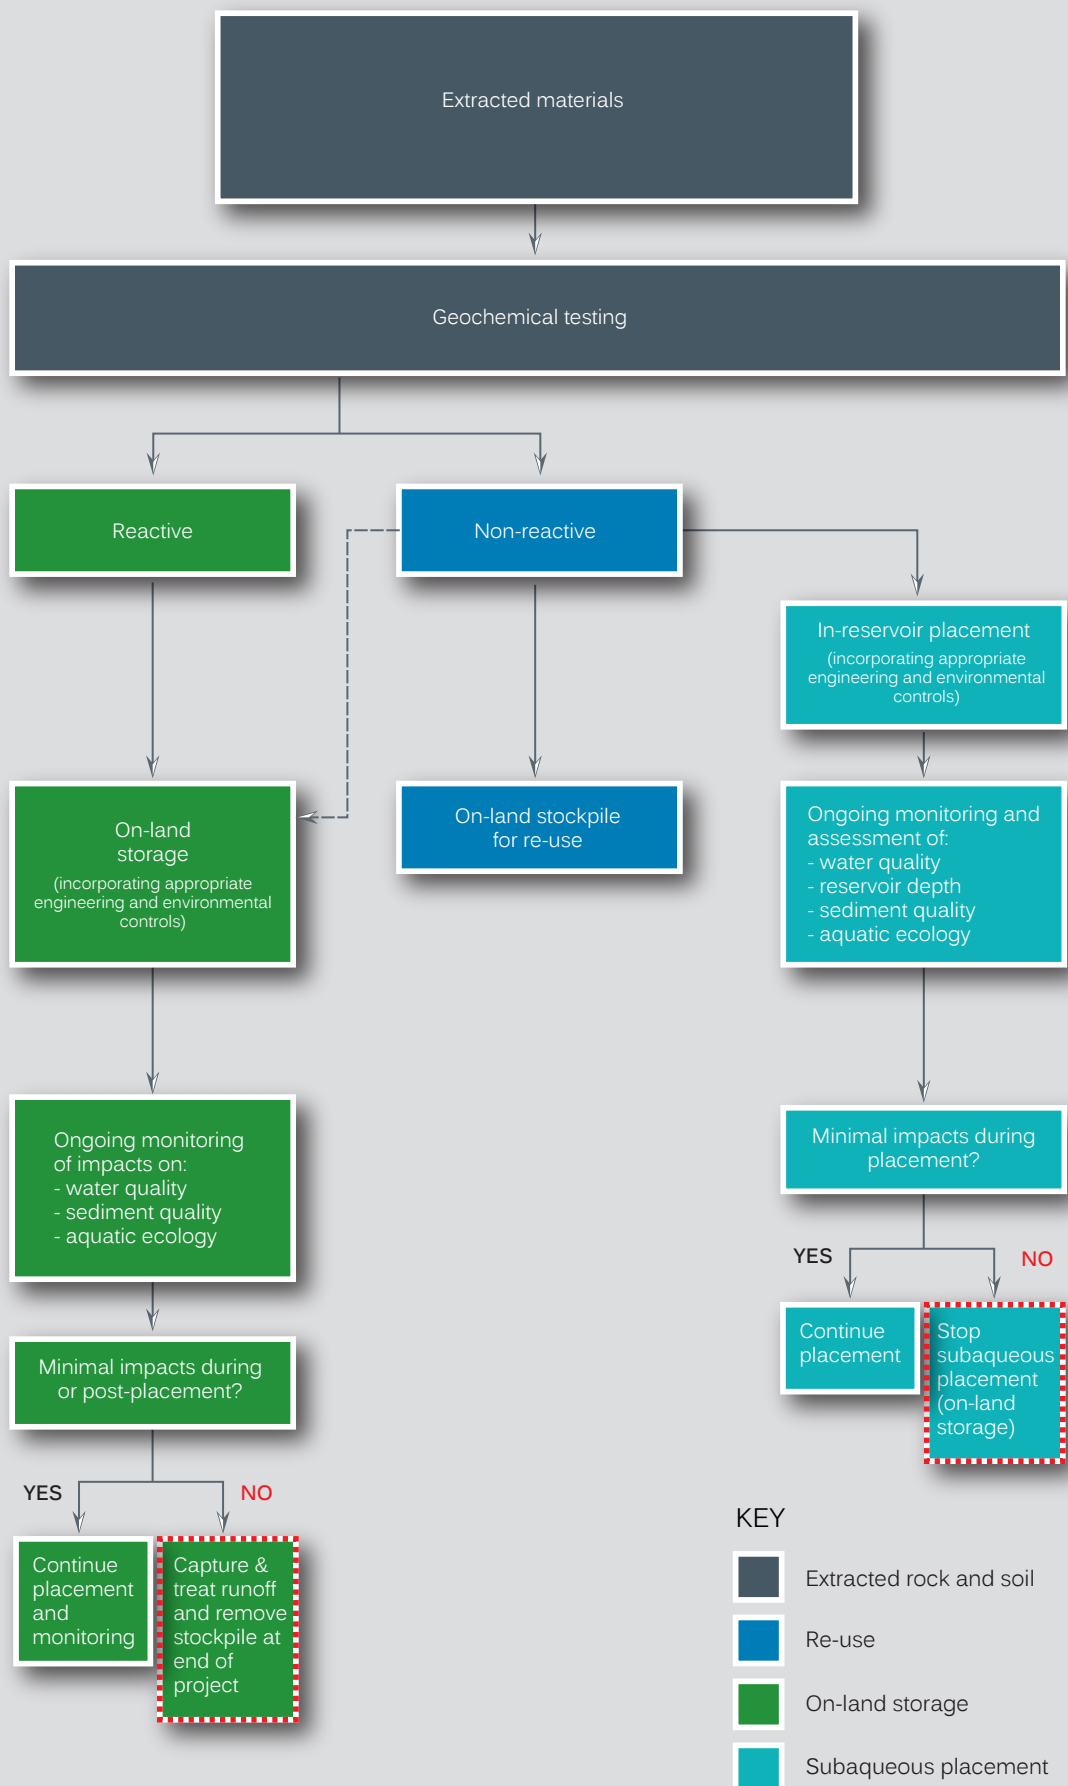 Extracted materials
Geochemical testing
Reactive
Non-reactive
In-reservoir placement
(incorporating appropriate
engineering and environmental
controls)
On-land
storage
(incorporating appropriate
engineering and environmental
controls)
On-land stockpile
for re-use
Ongoing monitoring and
assessment of:
- water quality
- reservoir depth
- sediment quality
- aquatic ecology
Ongoing monitoring
of impacts on:
- water quality
- sediment quality
- aquatic ecology
Minimal impacts during
placement?
YES
NO
Continue
placement
Stop
subaqueous
placement
(on-land
storage)
Minimal impacts during
or post-placement?
YES
NO
Continue
placement
and
monitoring
Capture &
treat runoff
and remove
stockpile at
end of
project
KEY
Extracted rock and soil
Re-use
On-land storage
Subaqueous placement